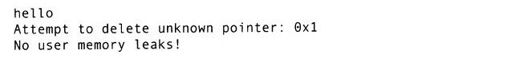 hello
Attempt to delete unknown pointer: 0x1
No user memory leaks!